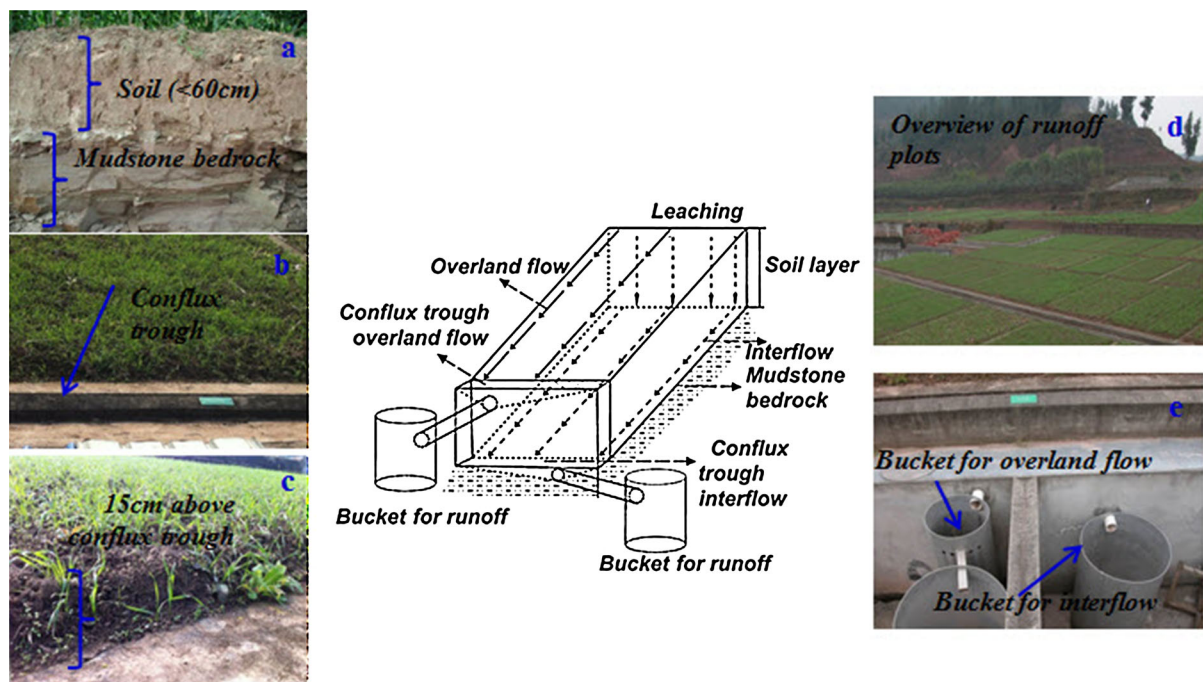 a
Soil (<60cm)
Mudstone bedrock
b
Conflux
trough
c
15cm above
conflux trough
Leaching
Overland flow
Soil layer
Conflux trough
overland flow
Interflow
Mudstone
bedrock
Conflux
trough
interflow
Bucket for runoff
Bucket for runoff
d
Overview of runoff
plots
e
Bucket for overland flow
Bucket for interflow